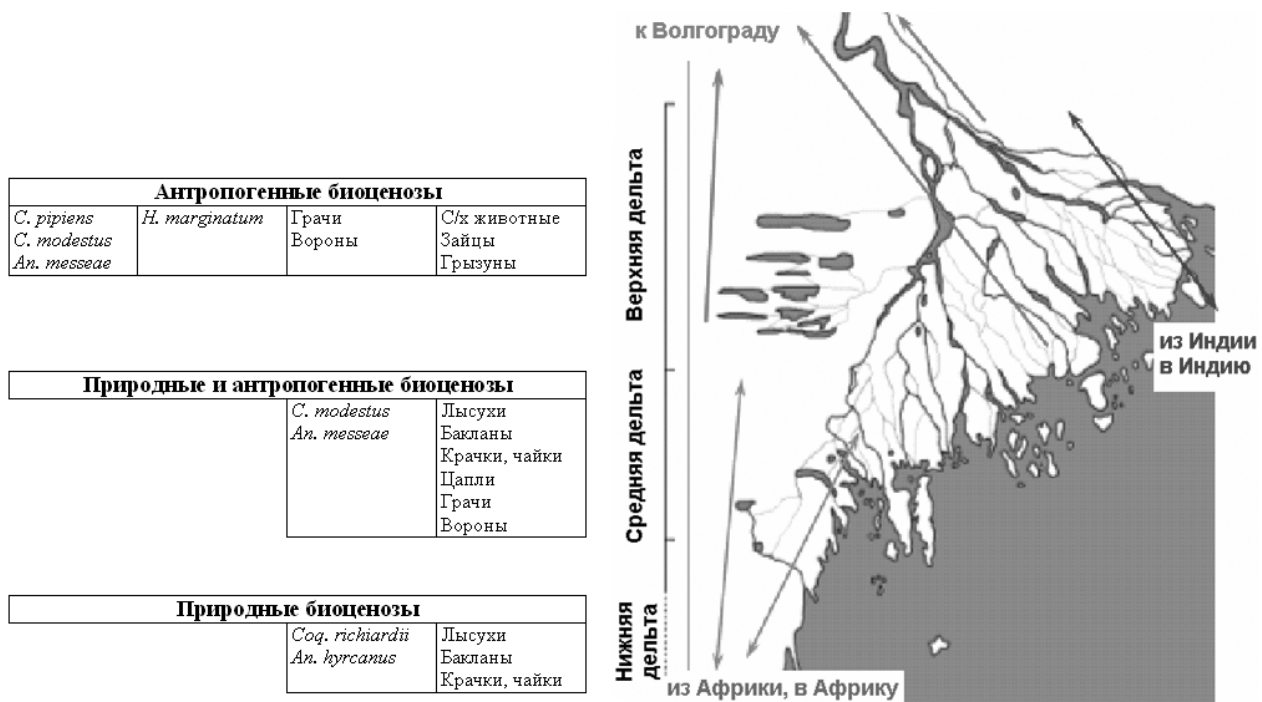 к Волгограду
Антропогенные биоценозы
C. pipiens H. marginatum Грачи С/х животные
C. modestus Вороны Зайцы
An. messeae Грызуны
Верхняя дельта
из Индии
в Индию
Природные и антропогенные биоценозы
C. modestus Лысухи
An. messeae Бакланы
Крачки, чайки
Цапли
Грачи
Вороны
Средняя дельта
Природные биоценозы
Coq. richiardii Лысухи
An. hyrcanus Бакланы
Крачки, чайки
Нижняя
дельта
из Африки, в Африку